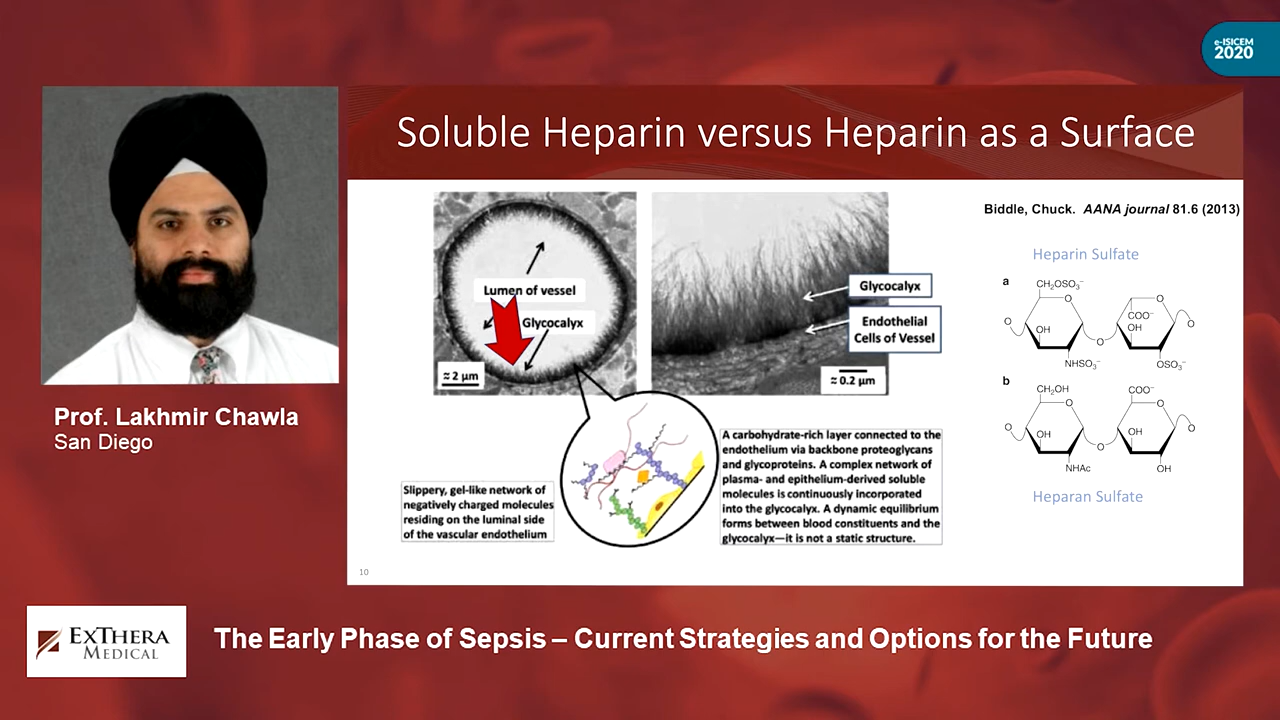 e-ISICEM
2020
Soluble Heparin versus Heparin as a Surface
Prof. Lakhmir Chawla
San Diego
Lumen of vessel
Glycocalyx
≈ 2 μm
Glycocalyx
Endothelial
Cells of Vessel
≈ 0.2 μm
Biddle, Chuck. AANA journal 81.6 (2013)
Heparin Sulfate
a
CH₂OSO₃⁻
O
O
COO⁻
O
OH
OH
O
O
NHSO₃⁻
OSO₃⁻
b
CH₂OH
COO⁻
O
O
O
OH
OH
O
O
NHAc
OH
Heparan Sulfate
Slippery, gel-like network of
negatively charged molecules
residing on the luminal side
of the vascular endothelium
A carbohydrate-rich layer connected to the
endothelium via backbone proteoglycans
and glycoproteins. A complex network of
plasma- and epithelium-derived soluble
molecules is continuously incorporated
into the glycocalyx. A dynamic equilibrium
forms between blood constituents and the
glycocalyx—it is not a static structure.
10
EXTHERA
MEDICAL
The Early Phase of Sepsis – Current Strategies and Options for the Future